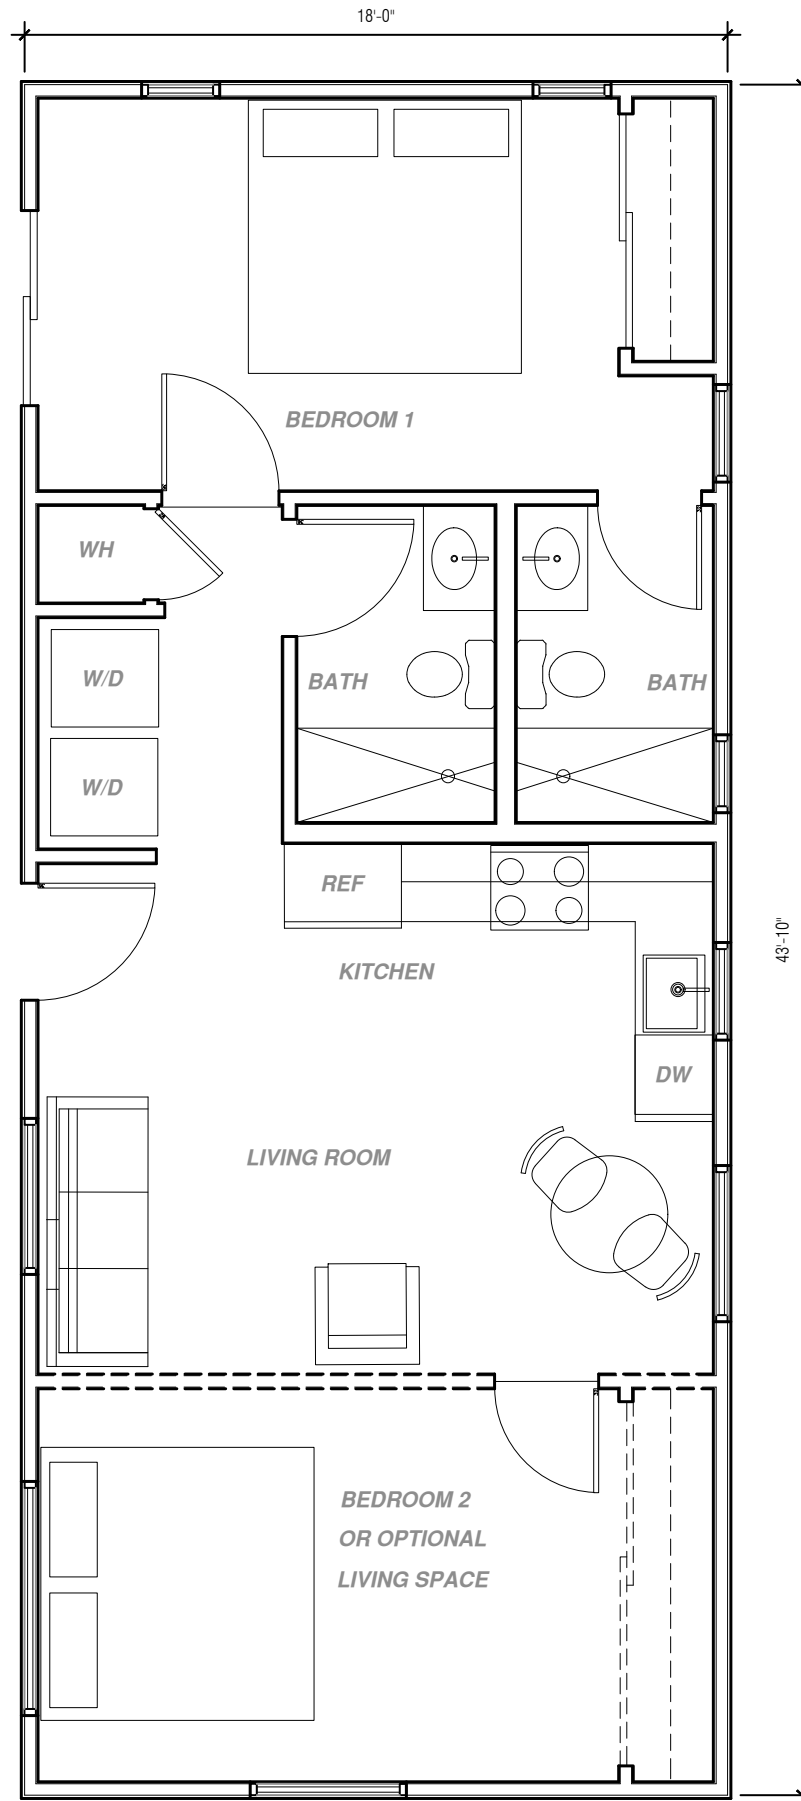 18'-0"
BEDROOM 1
WH
W/D
BATH
BATH
W/D
REF
43'-10"
KITCHEN
DW
LIVING ROOM
BEDROOM 2
OR OPTIONAL
LIVING SPACE